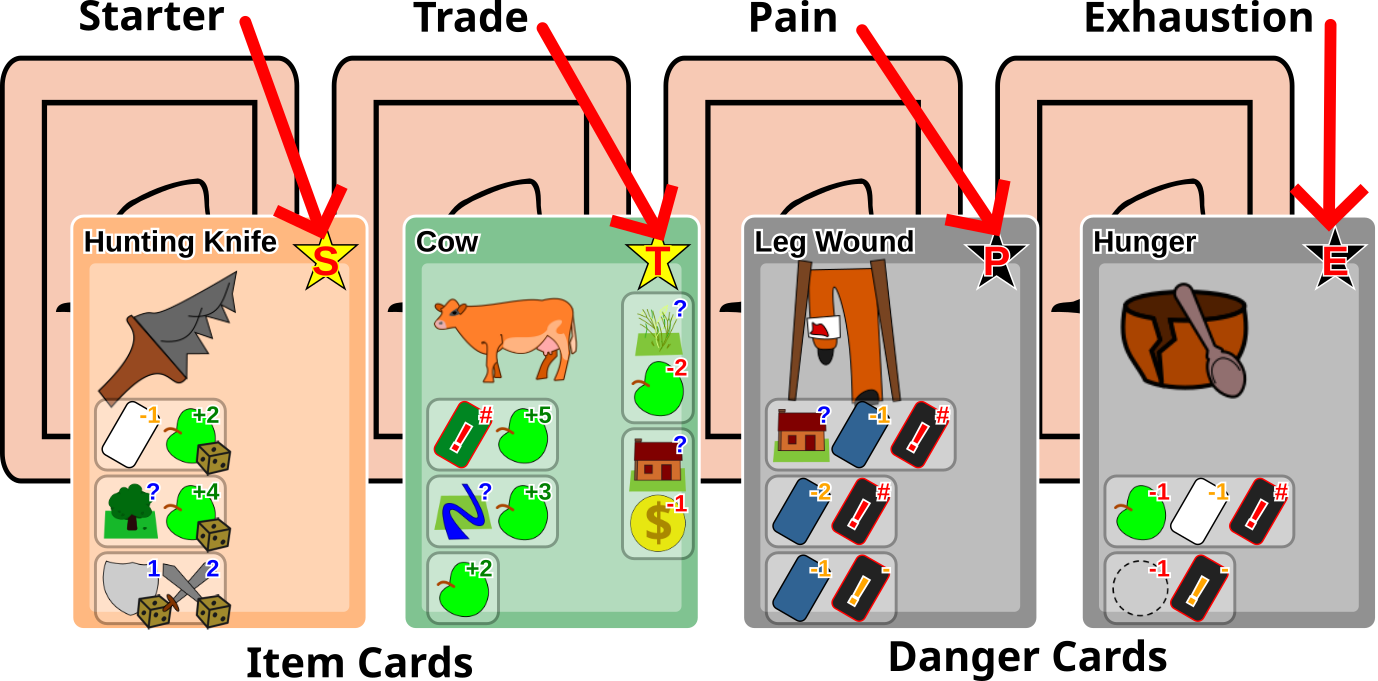 Starter
Trade
Pain
Exhaustion
Hunting Knife
S
-1
+2
?
+4
1
2
Cow
T
?
-2
?
$
-1
#
!
+5
?
+3
+2
Leg Wound
P
?
-1
#
!
-2
#
!
-1
-
!
Hunger
E
-1
-1
#
!
-1
-
!
Item Cards
Danger Cards